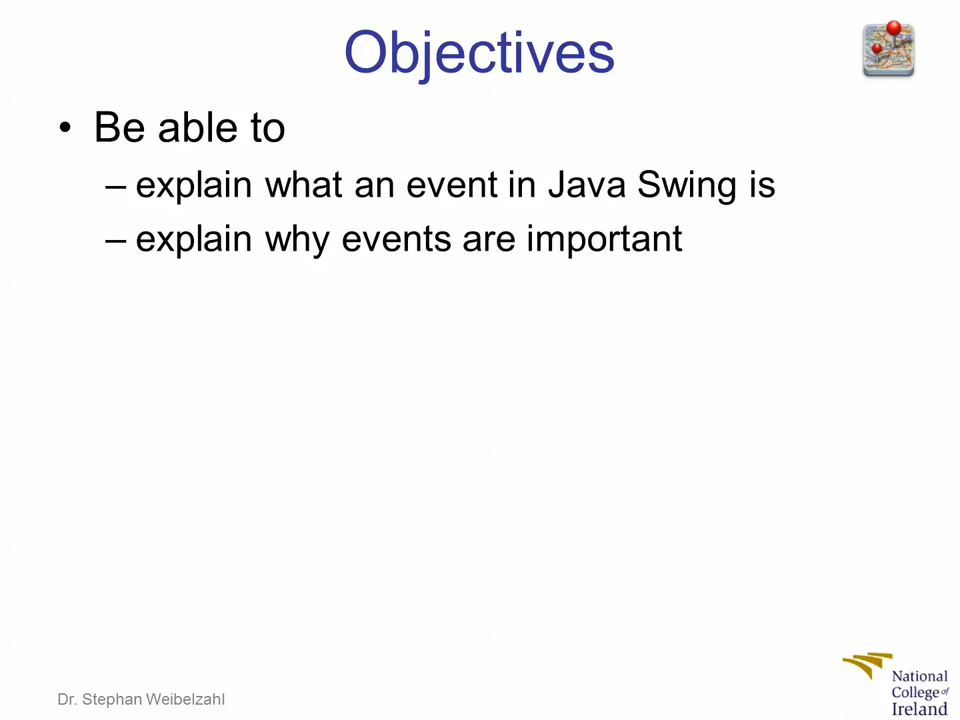 Objectives
• Be able to
– explain what an event in Java Swing is
– explain why events are important
Dr. Stephan Weibelzahl
National
College of
Ireland